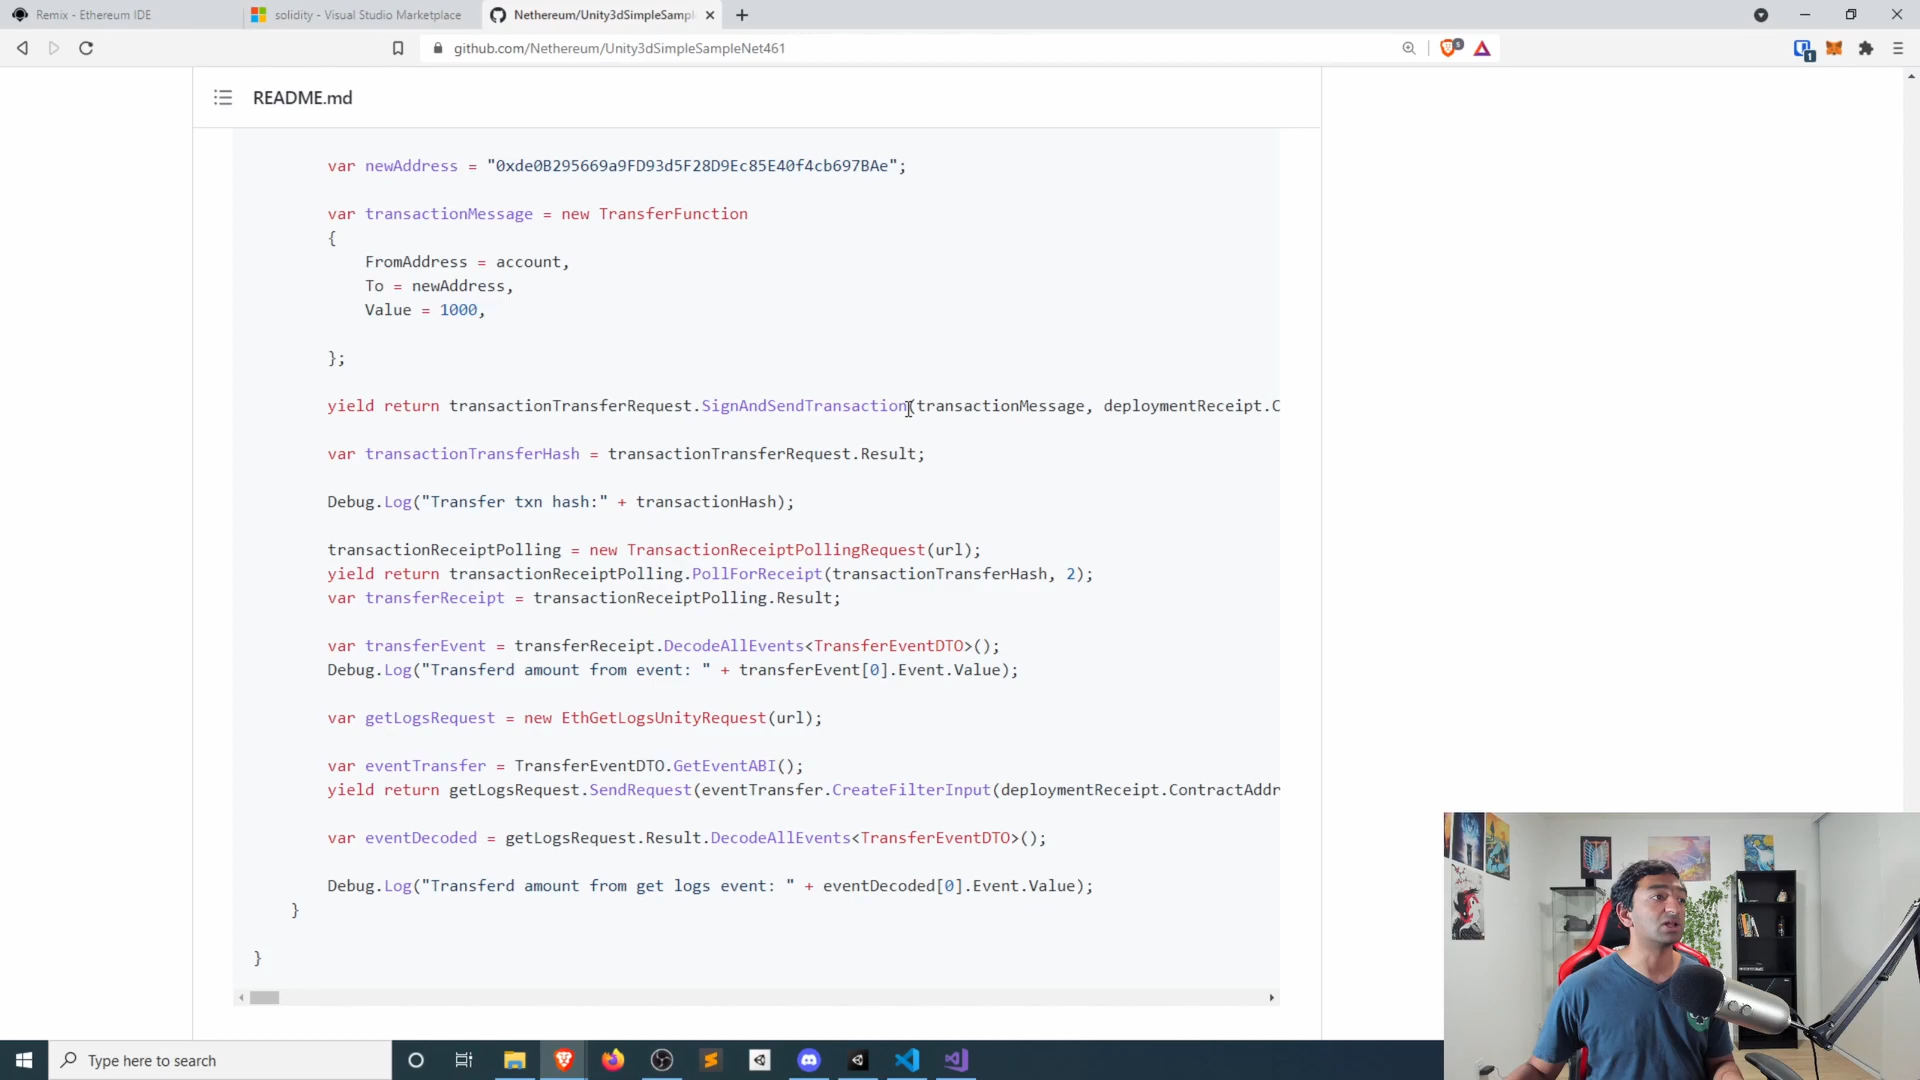 Remix - Ethereum IDE
solidity - Visual Studio Marketplace
Nethereum/Unity3dSimpleSampl
github.com/Nethereum/Unity3dSimpleSampleNet461
README.md
var newAddress = "0xde0B295669a9FD93d5F28D9Ec85E40f4cb697BAe";
var transactionMessage = new TransferFunction
{
FromAddress = account,
To = newAddress,
Value = 1000,
};
yield return transactionTransferRequest.SignAndSendTransaction(transactionMessage, deploymentReceipt.C
var transactionTransferHash = transactionTransferRequest.Result;
Debug.Log("Transfer txn hash:" + transactionHash);
transactionReceiptPolling = new TransactionReceiptPollingRequest(url);
yield return transactionReceiptPolling.PollForReceipt(transactionTransferHash, 2);
var transferReceipt = transactionReceiptPolling.Result;
var transferEvent = transferReceipt.DecodeAllEvents<TransferEventDTO>();
Debug.Log("Transferd amount from event: " + transferEvent[0].Event.Value);
var getLogsRequest = new EthGetLogsUnityRequest(url);
var eventTransfer = TransferEventDTO.GetEventABI();
yield return getLogsRequest.SendRequest(eventTransfer.CreateFilterInput(deploymentReceipt.ContractAddr
var eventDecoded = getLogsRequest.Result.DecodeAllEvents<TransferEventDTO>();
Debug.Log("Transferd amount from get logs event: " + eventDecoded[0].Event.Value);
}
}
Type here to search